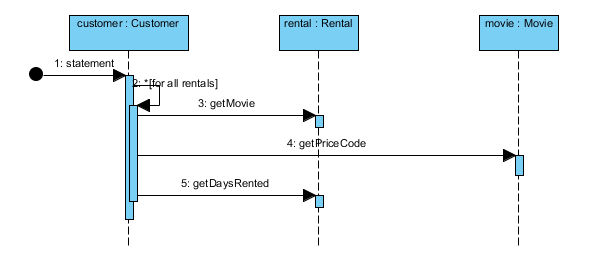 customer : Customer
rental : Rental
movie : Movie
1: statement
2: *[for all rentals]
3: getMovie
4: getPriceCode
5: getDaysRented